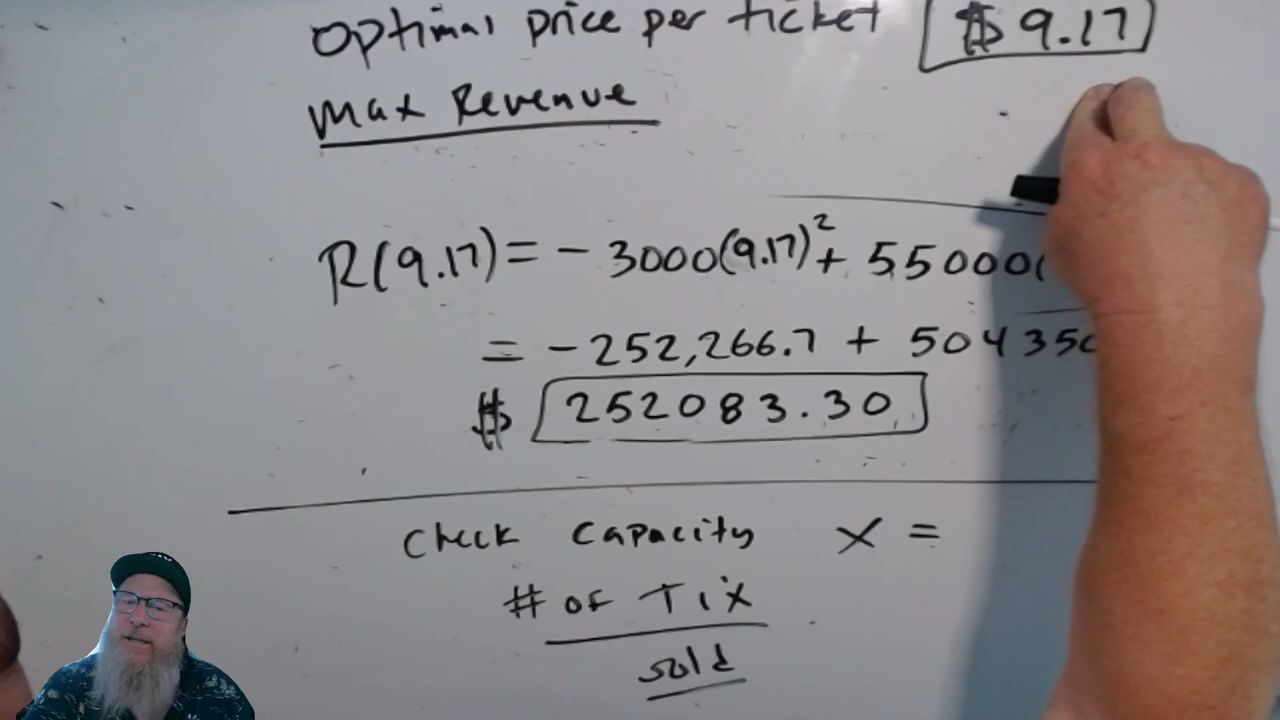 Optimal price per ticket $9.17
Max Revenue
R(9.17) = - 3000(9.17)² + 55000(
= -252,266.7 + 504350
$ 252083.30
Check Capacity X =
# of Tix
sold